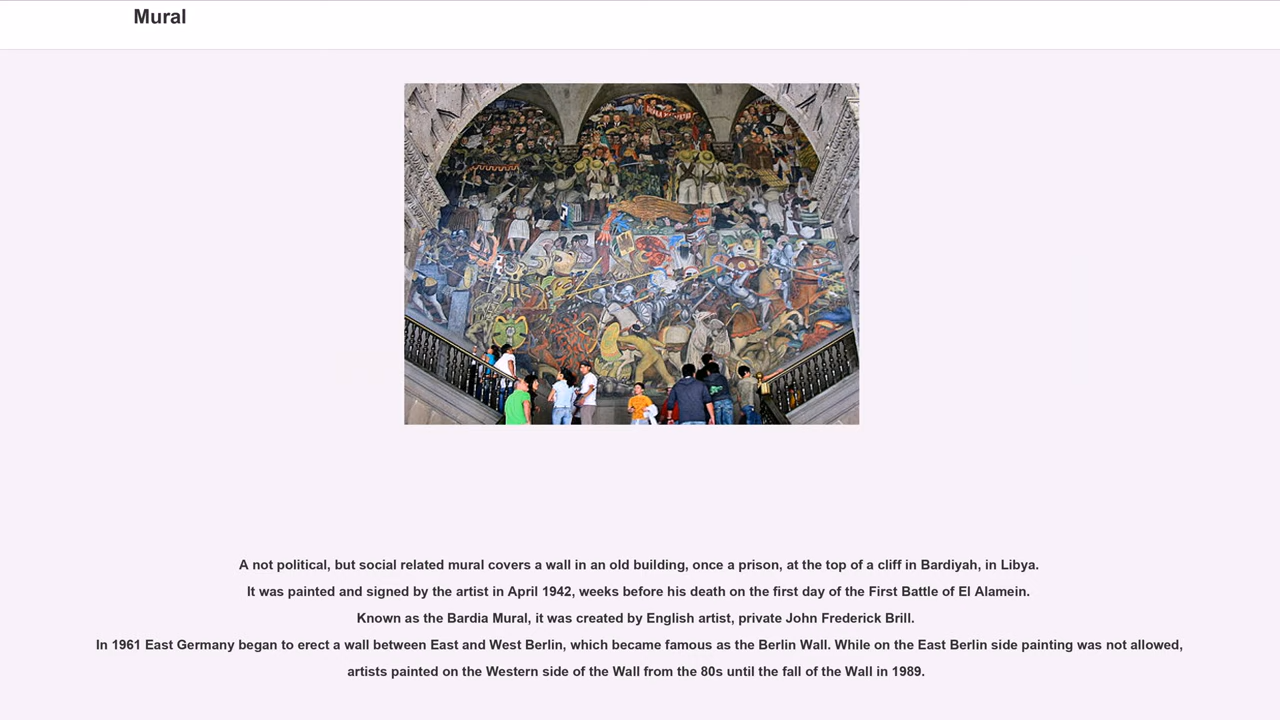 Mural
A not political, but social related mural covers a wall in an old building, once a prison, at the top of a cliff in Bardiyah, in Libya.
It was painted and signed by the artist in April 1942, weeks before his death on the first day of the First Battle of El Alamein.
Known as the Bardia Mural, it was created by English artist, private John Frederick Brill.
In 1961 East Germany began to erect a wall between East and West Berlin, which became famous as the Berlin Wall. While on the East Berlin side painting was not allowed,
artists painted on the Western side of the Wall from the 80s until the fall of the Wall in 1989.